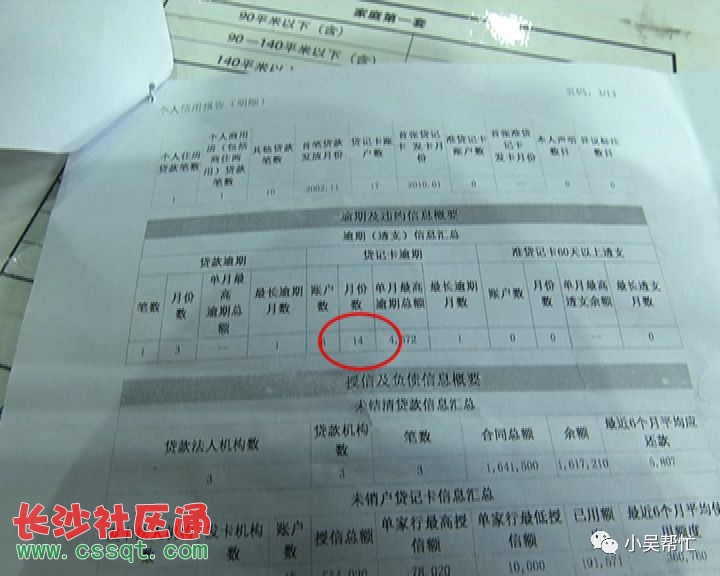 家庭第一套
90平米以下（含）
90－140平米以下（含）
140平米以
个人信用报告（明细）
页码：3/13
个人住房贷款笔数 个人商用房（包括商住两用）贷款笔数 其他贷款笔数 首笔贷款发放月份 贷记卡账户数 首张贷记卡发卡月份 准贷记卡账户数 首张准贷记卡发卡月份 本人声明数目 异议标注数目
1 1 10 2002.11 17 2010.01 0 -- 0 0
逾期及违约信息概要
逾期（透支）信息汇总
贷款逾期 贷记卡逾期 准贷记卡60天以上透支
笔数 月份数 单月最高逾期总额 最长逾期月数 账户数 月份数 单月最高逾期总额 最长逾期月数 账户数 月份数 单月最高透支余额 最长透支月数
1 3 -- 1 14 4,372 1 0 0 -- 0
授信及负债信息概要
未结清贷款信息汇总
贷款法人机构数 贷款机构数 笔数 合同总额 余额 最近6个月平均应还款
3 3 3 1,641,500 1,617,210 5,807
未销户贷记卡信息汇总
发卡机构数 账户数 授信总额 单家行最高授信额 单家行最低授信额 已用额 最近6个月平均使用额度
78,020 10,000 191,671
长沙社区通
www.cssqt.com
小吴帮忙